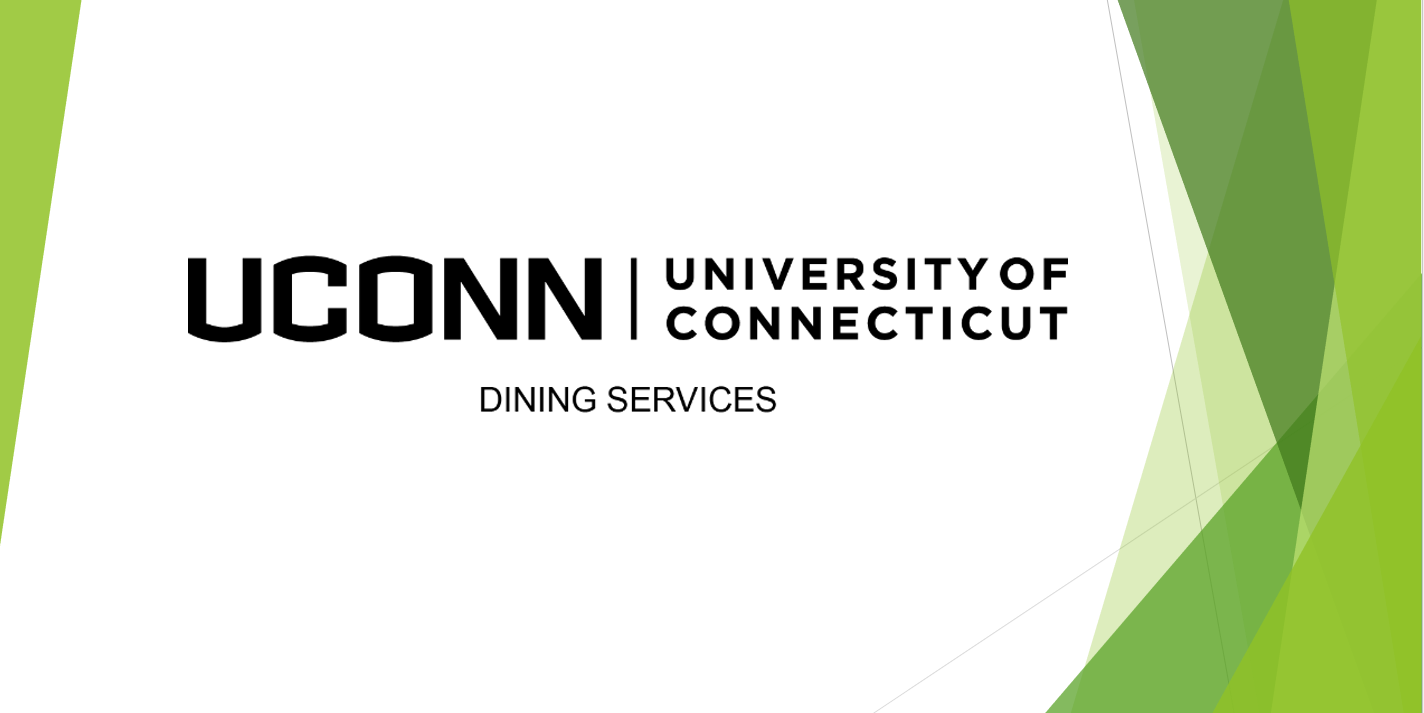 UCONN | UNIVERSITY OF
CONNECTICUT
DINING SERVICES